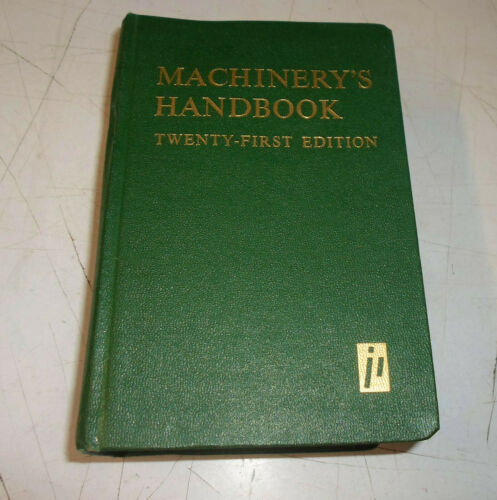 MACHINERY'S
HANDBOOK
TWENTY-FIRST EDITION